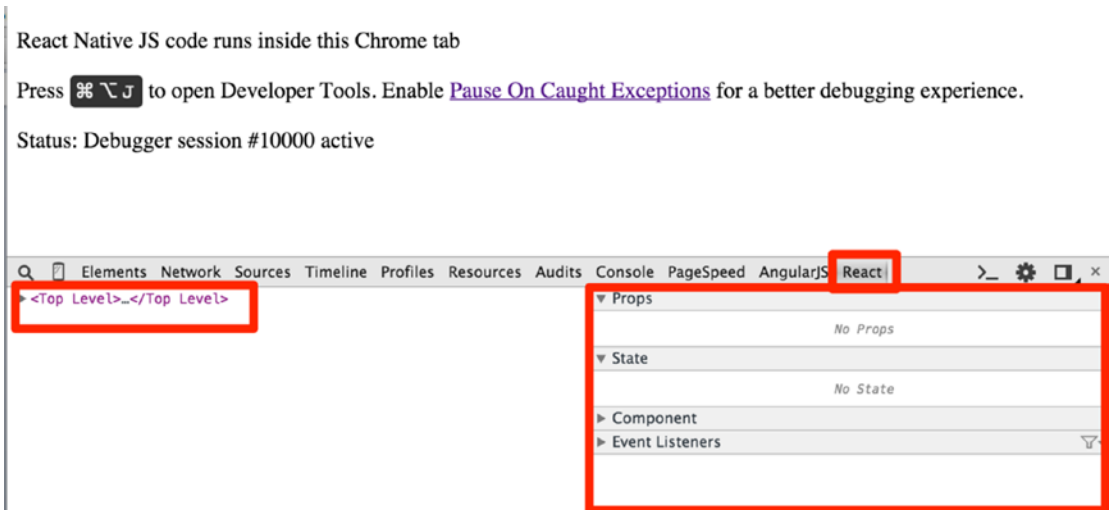 React Native JS code runs inside this Chrome tab
Press ⌘⌥J to open Developer Tools. Enable Pause On Caught Exceptions for a better debugging experience.
Status: Debugger session #10000 active
Elements Network Sources Timeline Profiles Resources Audits Console PageSpeed AngularJS React
<Top Level>…</Top Level>
Props
No Props
State
No State
Component
Event Listeners